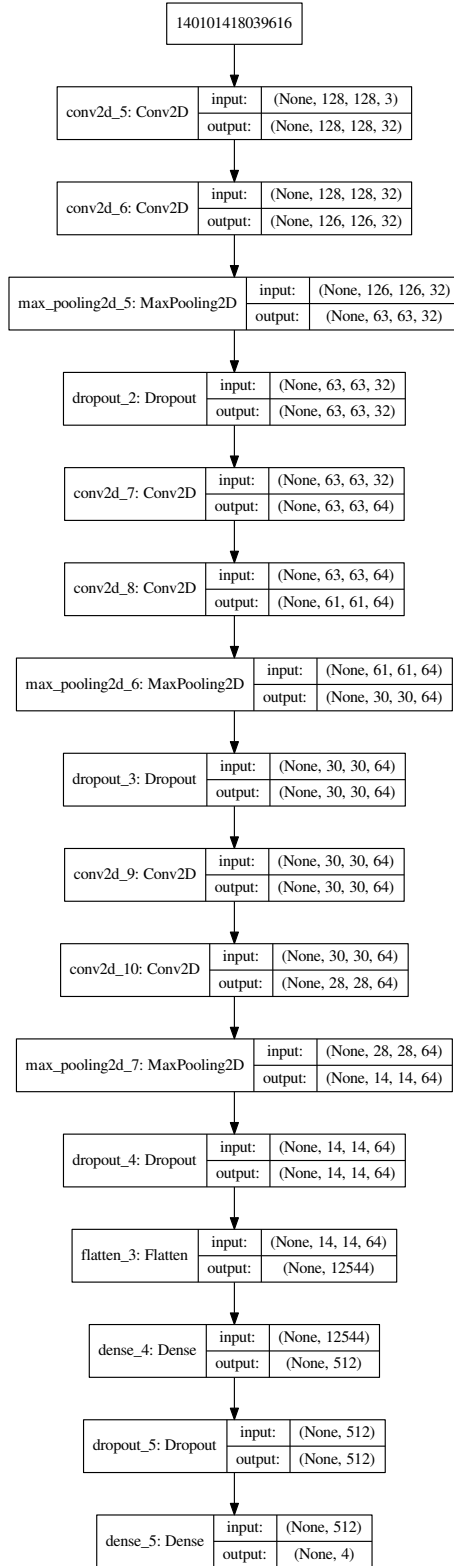 140101418039616
conv2d_5: Conv2D
input: (None, 128, 128, 3)
output: (None, 128, 128, 32)
conv2d_6: Conv2D
input: (None, 128, 128, 32)
output: (None, 126, 126, 32)
max_pooling2d_5: MaxPooling2D
input: (None, 126, 126, 32)
output: (None, 63, 63, 32)
dropout_2: Dropout
input: (None, 63, 63, 32)
output: (None, 63, 63, 32)
conv2d_7: Conv2D
input: (None, 63, 63, 32)
output: (None, 63, 63, 64)
conv2d_8: Conv2D
input: (None, 63, 63, 64)
output: (None, 61, 61, 64)
max_pooling2d_6: MaxPooling2D
input: (None, 61, 61, 64)
output: (None, 30, 30, 64)
dropout_3: Dropout
input: (None, 30, 30, 64)
output: (None, 30, 30, 64)
conv2d_9: Conv2D
input: (None, 30, 30, 64)
output: (None, 30, 30, 64)
conv2d_10: Conv2D
input: (None, 30, 30, 64)
output: (None, 28, 28, 64)
max_pooling2d_7: MaxPooling2D
input: (None, 28, 28, 64)
output: (None, 14, 14, 64)
dropout_4: Dropout
input: (None, 14, 14, 64)
output: (None, 14, 14, 64)
flatten_3: Flatten
input: (None, 14, 14, 64)
output: (None, 12544)
dense_4: Dense
input: (None, 12544)
output: (None, 512)
dropout_5: Dropout
input: (None, 512)
output: (None, 512)
dense_5: Dense
input: (None, 512)
output: (None, 4)